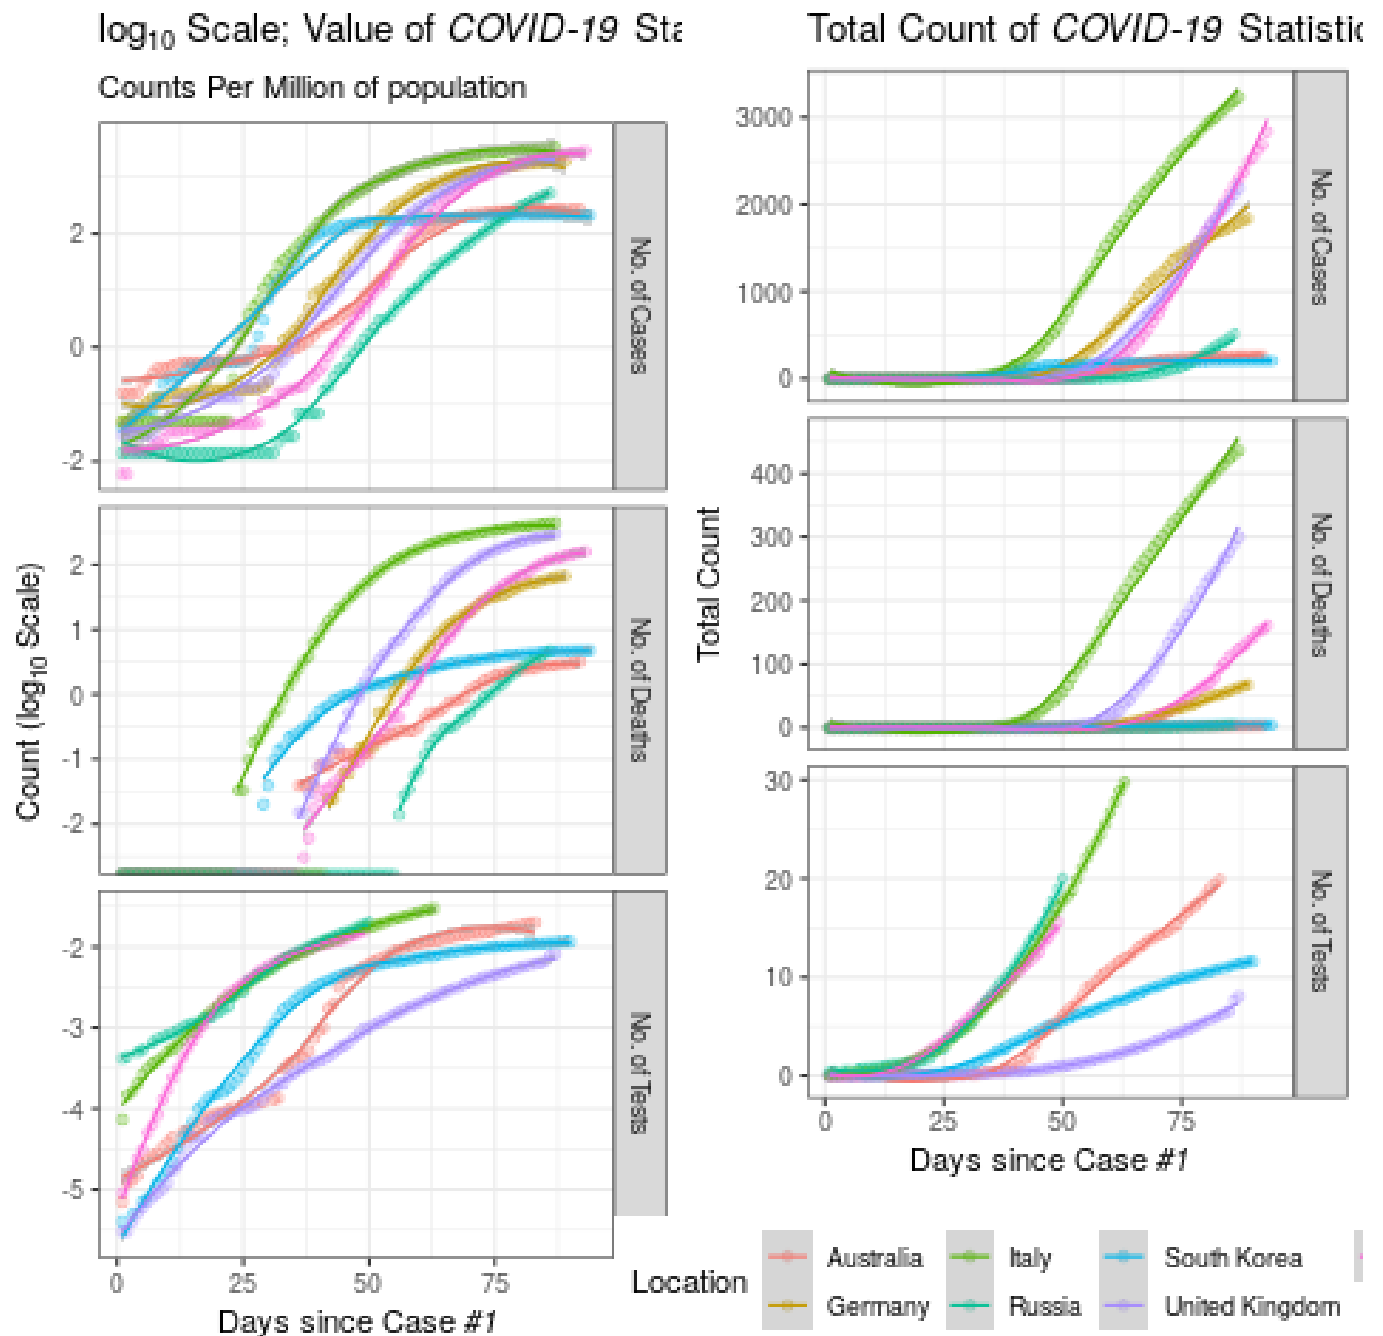 log10 Scale; Value of COVID-19 Sta
Counts Per Million of population
Count (log10 Scale)
2
0
-2
No. of Cases
2
1
0
-1
-2
No. of Deaths
-2
-3
-4
-5
No. of Tests
0 25 50 75
Days since Case #1
Total Count of COVID-19 Statistic
Total Count
3000
2000
1000
0
No. of Cases
400
300
200
100
0
No. of Deaths
30
20
10
0
No. of Tests
0 25 50 75
Days since Case #1
Location
Australia Italy South Korea
Germany Russia United Kingdom